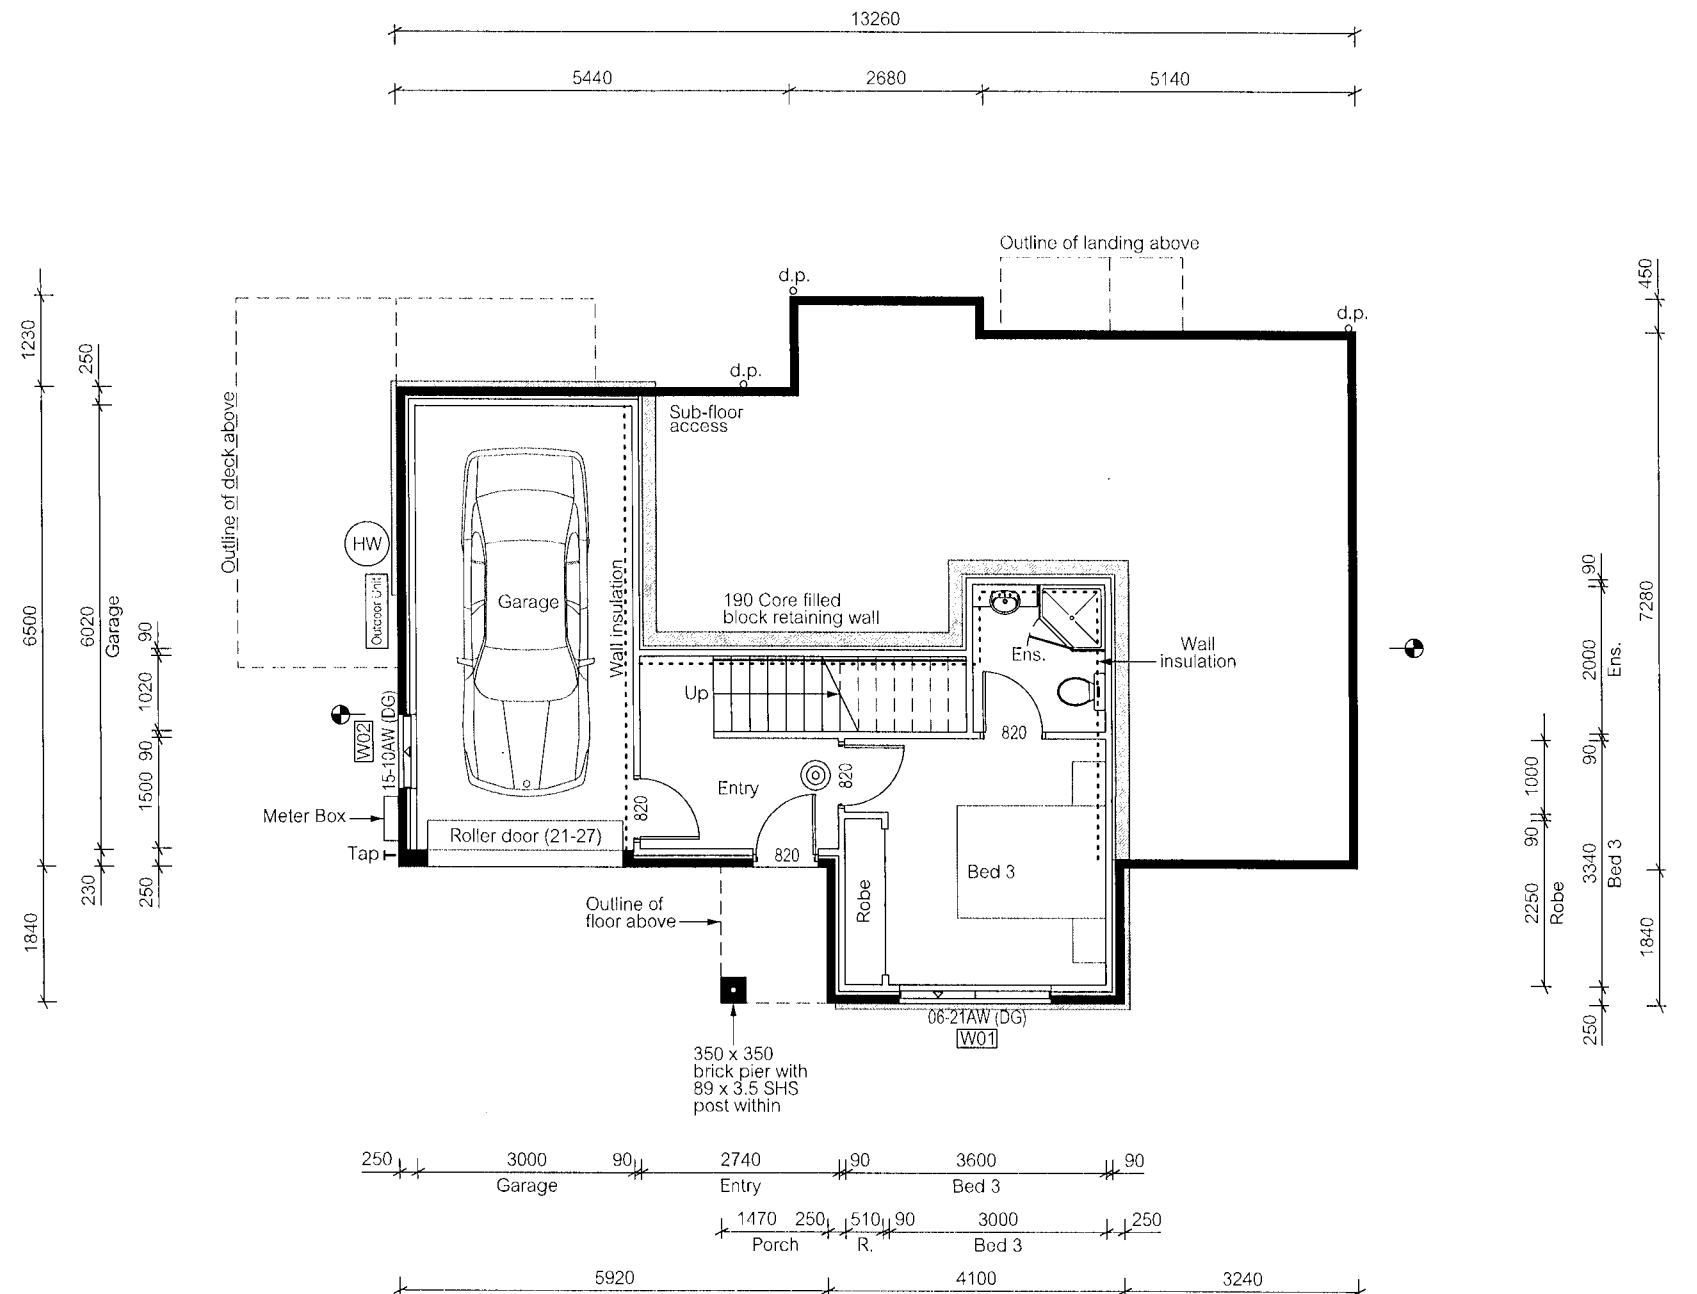 13260
5440
2680
5140
Outline of landing above
d.p.
d.p.
d.p.
450
1230
250
Sub-floor
access
Outline of deck above
HW
Outdoor Unit
Garage
Wall insulation
190 Core filled
block retaining wall
Ens.
Wall
insulation
Up
820
6500
6020
Garage
90
1020
90
1500
250
230
1840
W02
15-10AW (DG)
Meter Box
Tap
Roller door (21-27)
820
Entry
820
820
Bed 3
Robe
Outline of
floor above
06-21AW (DG)
W01
350 x 350
brick pier with
89 x 3.5 SHS
post within
90
2000
Ens.
90
3340
Bed 3
250
1000
90
2250
Robe
7280
1840
250
3000
90
2740
90
3600
90
Garage
Entry
Bed 3
1470
250
510
90
3000
250
Porch
R.
Bed 3
5920
4100
3240